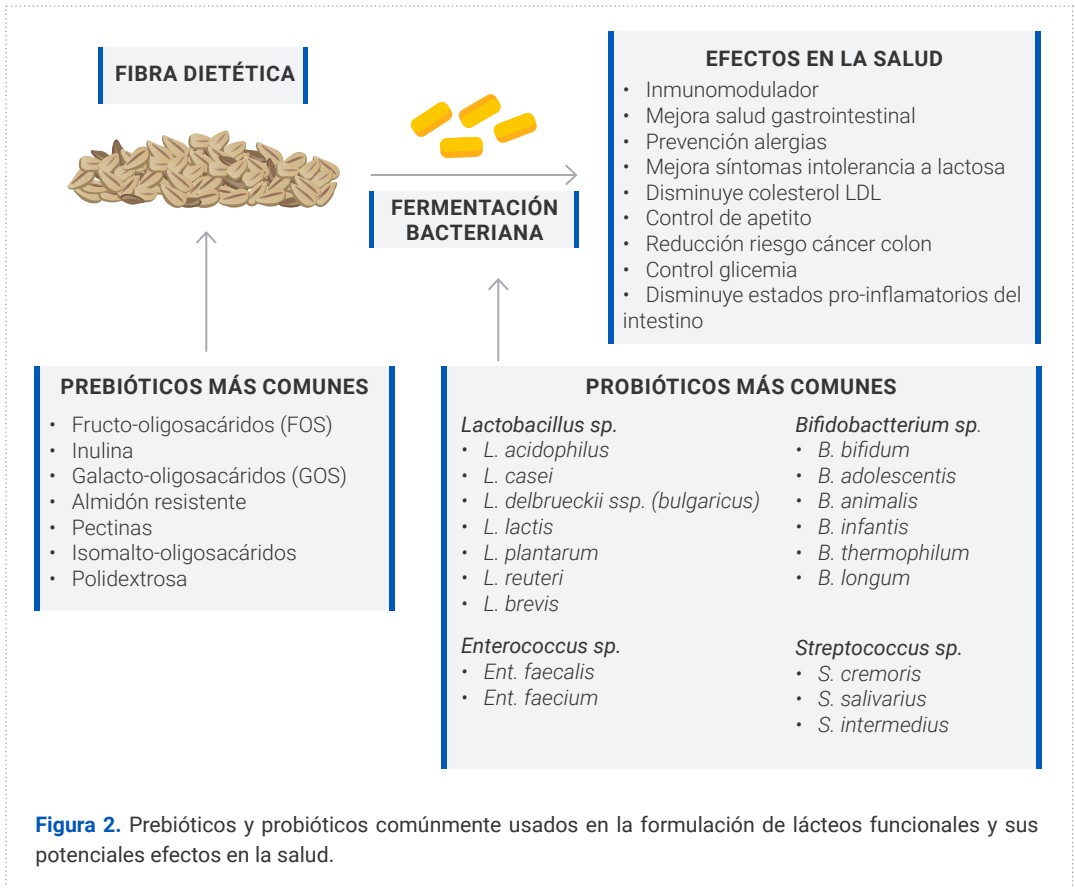 FIBRA DIETÉTICA
FERMENTACIÓN
BACTERIANA
EFECTOS EN LA SALUD
• Inmunomodulador
• Mejora salud gastrointestinal
• Prevención alergias
• Mejora síntomas intolerancia a lactosa
• Disminuye colesterol LDL
• Control de apetito
• Reducción riesgo cáncer colon
• Control glicemia
• Disminuye estados pro-inflamatorios del
intestino
PREBIÓTICOS MÁS COMUNES
• Fructo-oligosacáridos (FOS)
• Inulina
• Galacto-oligosacáridos (GOS)
• Almidón resistente
• Pectinas
• Isomalto-oligosacáridos
• Polidextrosa
PROBIÓTICOS MÁS COMUNES
Lactobacillus sp.
• L. acidophilus
• L. casei
• L. delbrueckii ssp. (bulgaricus)
• L. lactis
• L. plantarum
• L. reuteri
• L. brevis
Bifidobactterium sp.
• B. bifidum
• B. adolescentis
• B. animalis
• B. infantis
• B. thermophilum
• B. longum
Enterococcus sp.
• Ent. faecalis
• Ent. faecium
Streptococcus sp.
• S. cremoris
• S. salivarius
• S. intermedius
Figura 2. Prebióticos y probióticos comúnmente usados en la formulación de lácteos funcionales y sus
potenciales efectos en la salud.